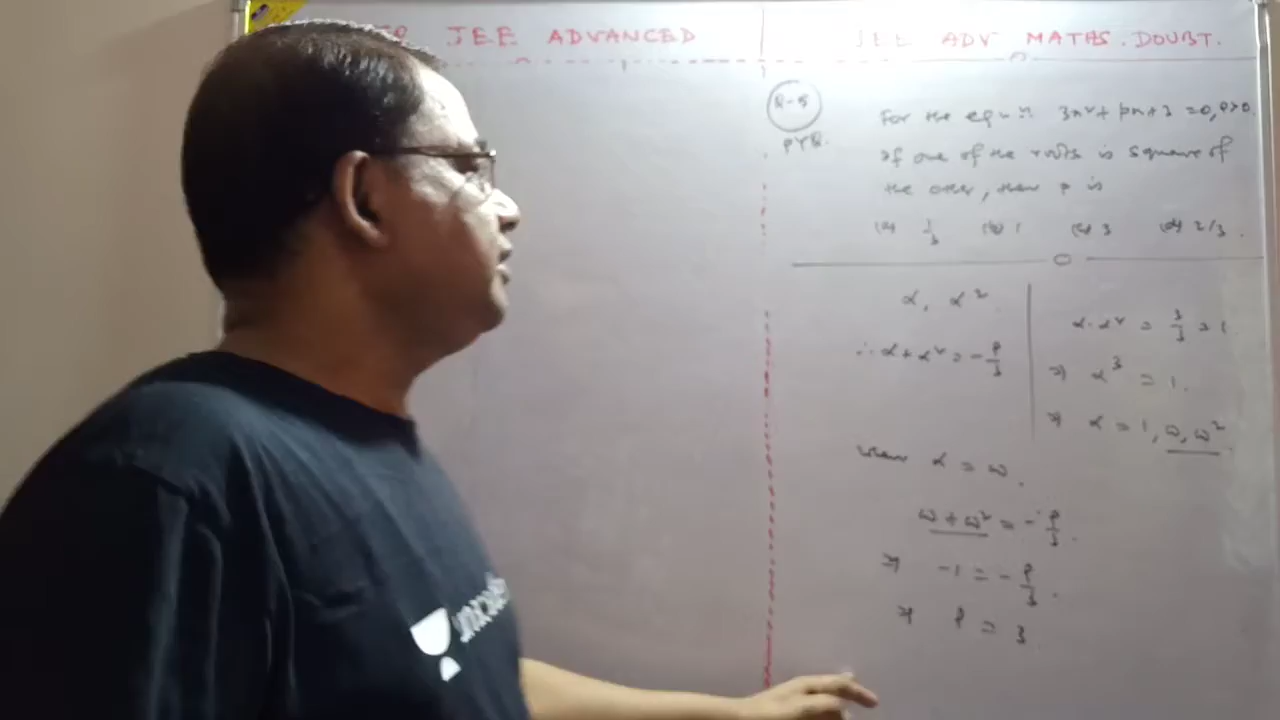 JEE ADVANCED
JEE ADV MATHS. DOUBT.
Q-5
PYQ.
For the equn 3x²+px+3=0, p>0
If one of the roots is square of
the other, then p is
(a) 1/3 (b) 1 (c) 3 (d) 2/3.
α, α²
∴ α+α² = -p/3
α·α² = 3/3 = 1
⇒ α³ = 1.
⇒ α = 1, ω, ω²
when α = ω.
ω+ω² = -p/3.
⇒ -1 = -p/3.
⇒ p = 3